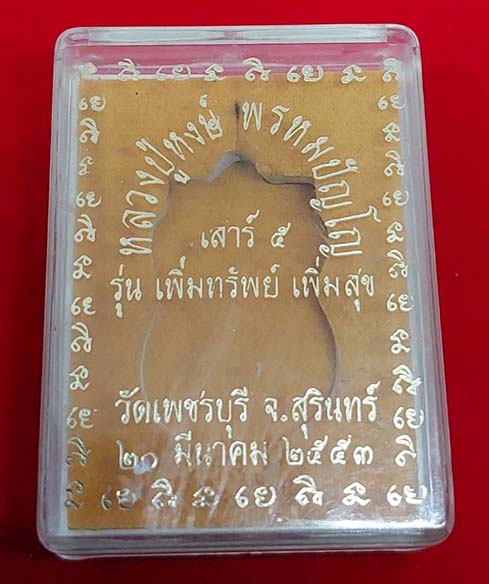 หลวงปู่หงษ์ พรหมปัญโญ
เสาร์ ๕
รุ่น เพิ่มทรัพย์ เพิ่มสุข
วัดเพชรบุรี จ.สุรินทร์
๒๐ มีนาคม ๒๕๕๓